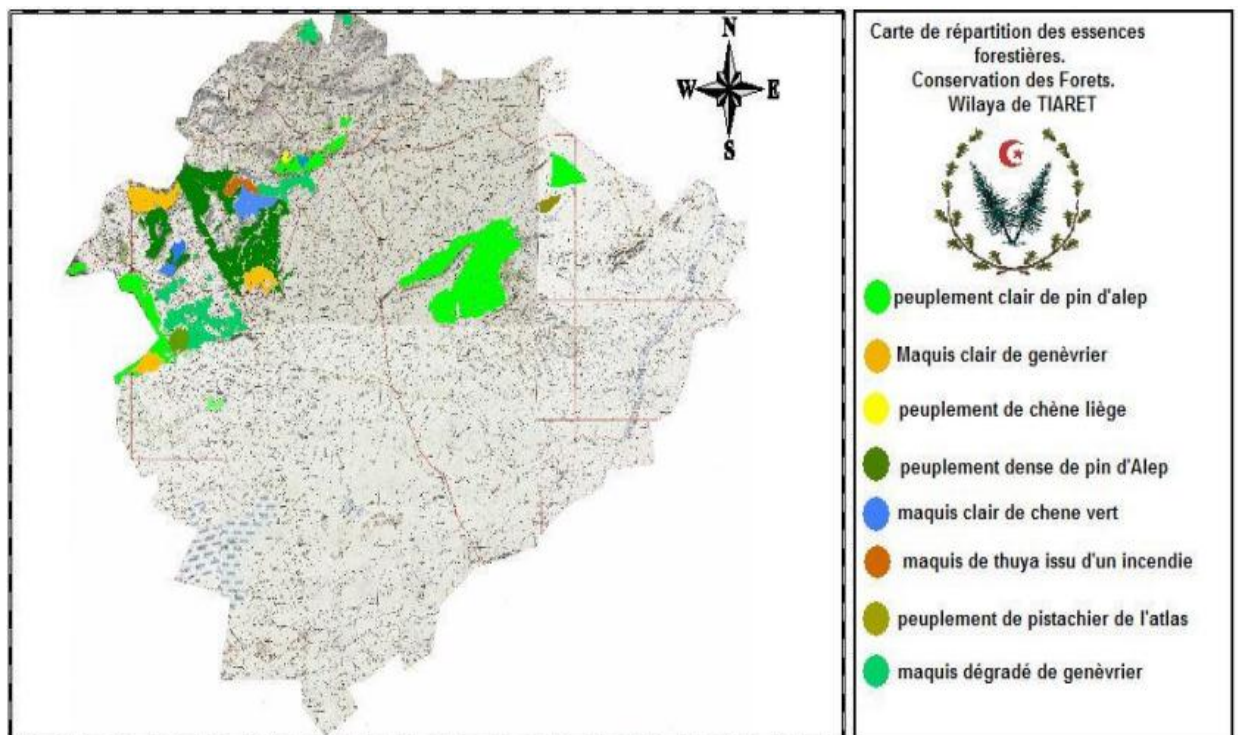 N
W E
S
Carte de répartition des essences
forestières.
Conservation des Forets.
Wilaya de TIARET
peuplement clair de pin d'alep
Maquis clair de genèvrier
peuplement de chène liège
peuplement dense de pin d'Alep
maquis clair de chene vert
maquis de thuya issu d'un incendie
peuplement de pistachier de l'atlas
maquis dégradé de genèvrier